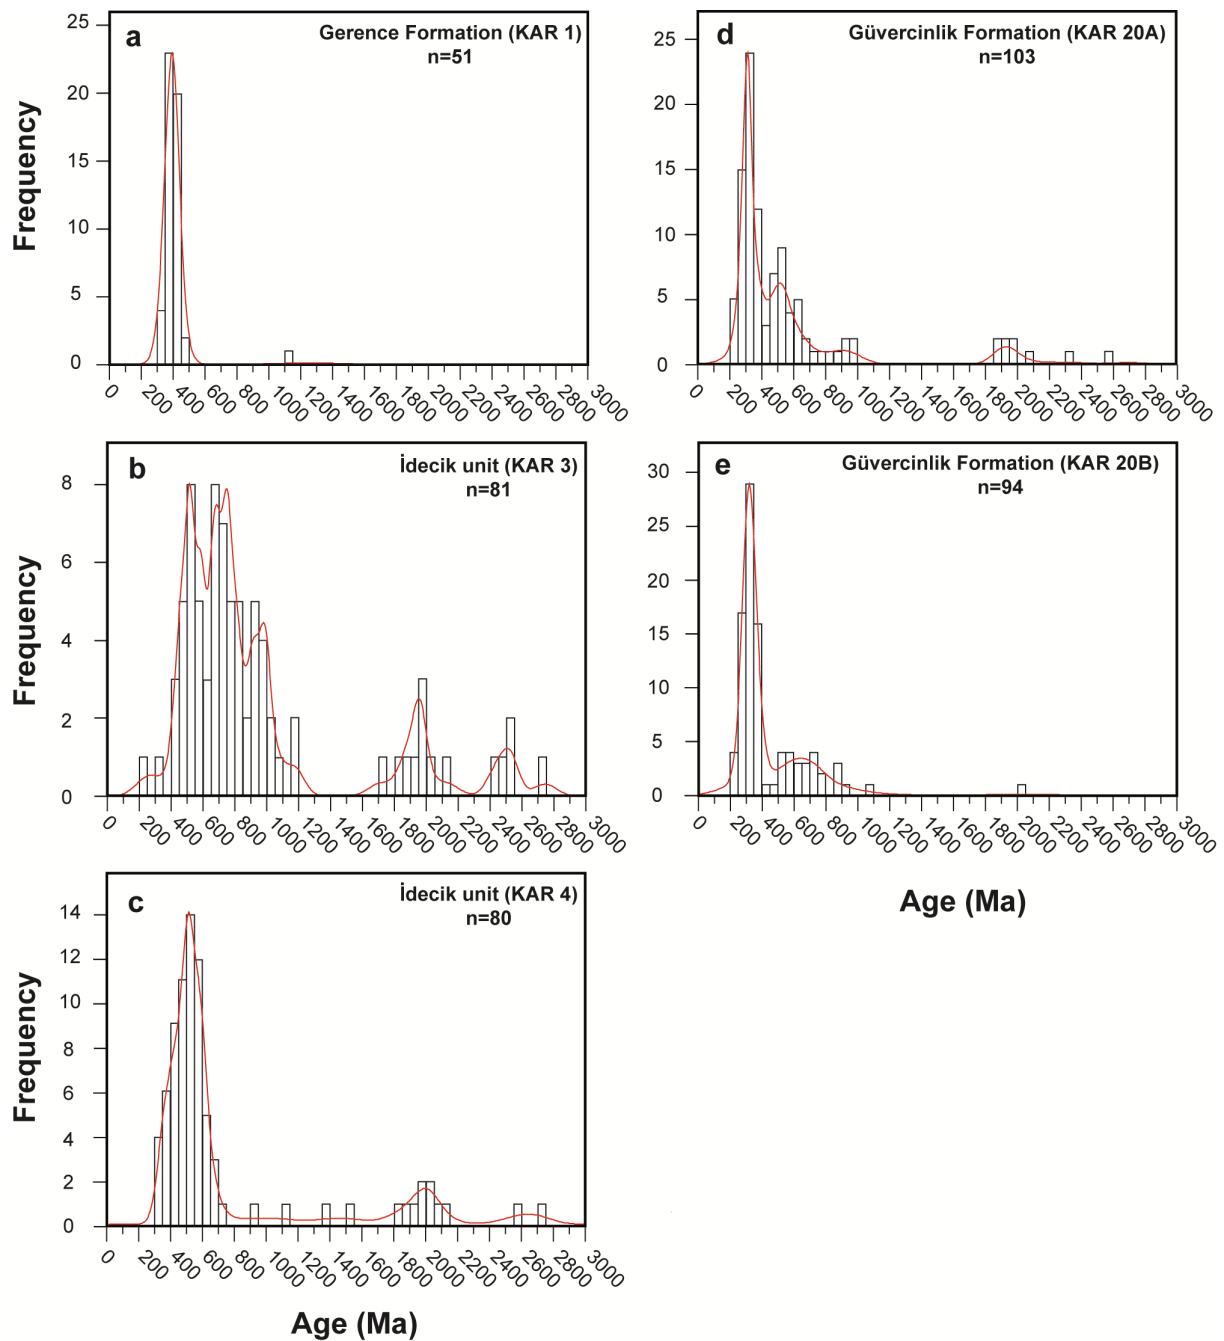 a
Gerence Formation (KAR 1)
n=51
Frequency
25
20
15
10
5
0
0 200 400 600 800 1000 1200 1400 1600 1800 2000 2200 2400 2600 2800 3000
b
İdecik unit (KAR 3)
n=81
Frequency
8
6
4
2
0
0 200 400 600 800 1000 1200 1400 1600 1800 2000 2200 2400 2600 2800 3000
c
İdecik unit (KAR 4)
n=80
Frequency
14
12
10
8
6
4
2
0
0 200 400 600 800 1000 1200 1400 1600 1800 2000 2200 2400 2600 2800 3000
Age (Ma)
d
Güvercinlik Formation (KAR 20A)
n=103
25
20
15
10
5
0
0 200 400 600 800 1000 1200 1400 1600 1800 2000 2200 2400 2600 2800 3000
e
Güvercinlik Formation (KAR 20B)
n=94
30
25
20
15
10
5
0
0 200 400 600 800 1000 1200 1400 1600 1800 2000 2200 2400 2600 2800 3000
Age (Ma)